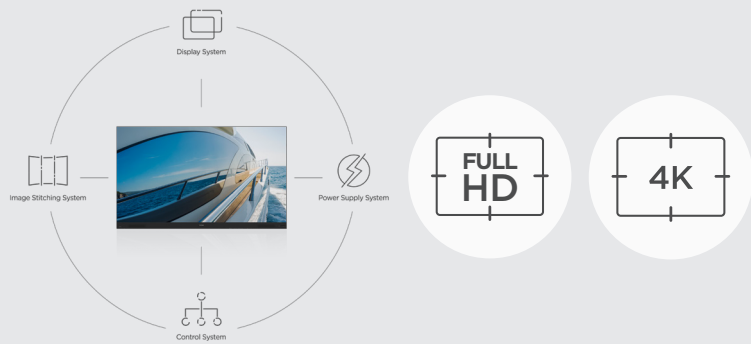 Display System
Image Stitching System
Power Supply System
Control System
FULL
HD
4K